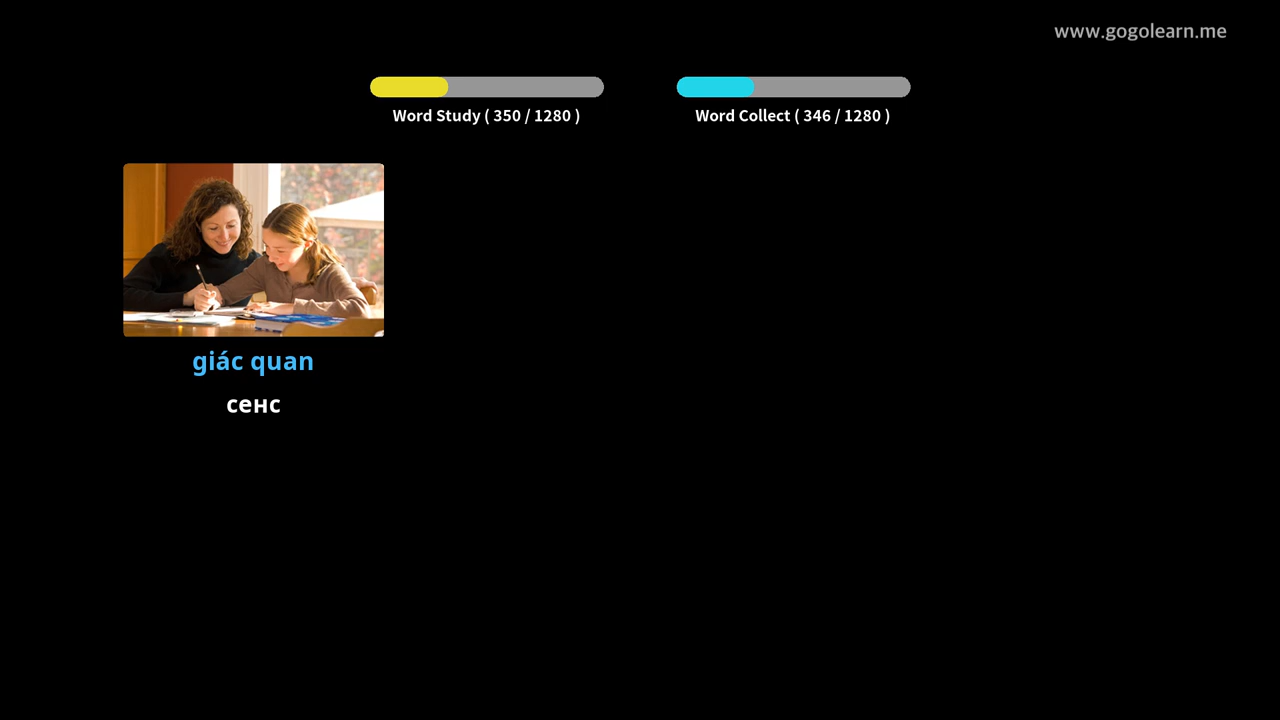 www.gogolearn.me
Word Study ( 350 / 1280 )
Word Collect ( 346 / 1280 )
giác quan
сенс